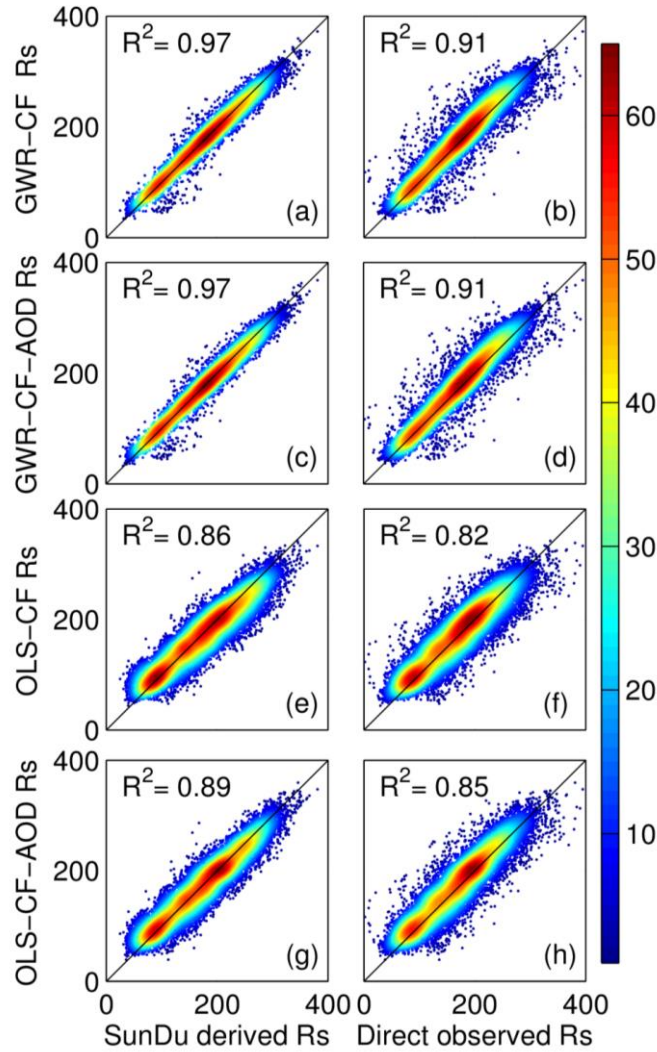 400
GWR-CF Rs
200
0
R²= 0.97
(a)
R²= 0.91
(b)
400
GWR-CF-AOD Rs
200
0
R²= 0.97
(c)
R²= 0.91
(d)
400
OLS-CF Rs
200
0
R²= 0.86
(e)
R²= 0.82
(f)
400
OLS-CF-AOD Rs
200
0
R²= 0.89
(g)
R²= 0.85
(h)
0 200 400 0 200 400
SunDu derived Rs Direct observed Rs
60
50
40
30
20
10